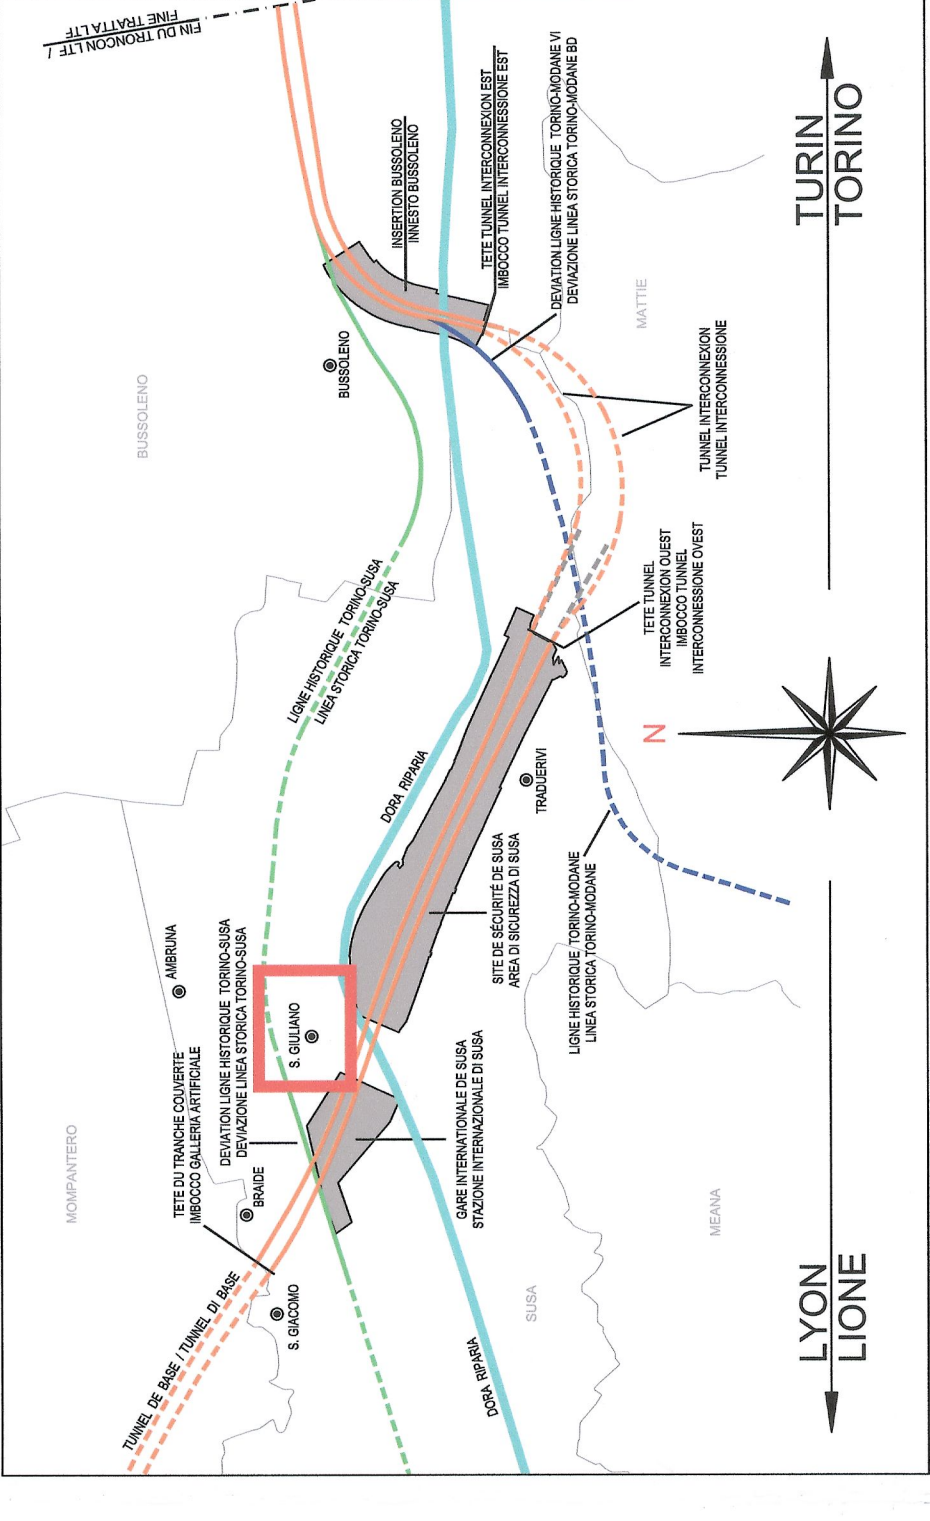 FIN DU TRONCON LTF /
FINE TRATTA LTF
TUNNEL DE BASE / TUNNEL DI BASE
S. GIACOMO
BRAIDE
TETE DU TRANCHE COUVERTE
IMBOCCO GALLERIA ARTIFICIALE
MOMPANTERO
DEVIATION LIGNE HISTORIQUE TORINO-SUSA
DEVIAZIONE LINEA STORICA TORINO-SUSA
AMBRUNA
S. GIULIANO
LIGNE HISTORIQUE TORINO-SUSA
LINEA STORICA TORINO-SUSA
BUSSOLENO
BUSSOLENO
INSERTION BUSSOLENO
INNESTO BUSSOLENO
TETE TUNNEL INTERCONNEXION EST
IMBOCCO TUNNEL INTERCONNESSIONE EST
DEVIATION LIGNE HISTORIQUE TORINO-MODANE VI
DEVIAZIONE LINEA STORICA TORINO-MODANE BD
MATTIE
DORA RIPARIA
GARE INTERNATIONALE DE SUSA
STAZIONE INTERNAZIONALE DI SUSA
DORA RIPARIA
SUSA
SITE DE SÉCURITÉ DE SUSA
AREA DI SICUREZZA DI SUSA
TRADUERIVI
TETE TUNNEL
INTERCONNEXION OUEST
IMBOCCO TUNNEL
INTERCONNESSIONE OVEST
TUNNEL INTERCONNEXION
TUNNEL INTERCONNESSIONE
LIGNE HISTORIQUE TORINO-MODANE
LINEA STORICA TORINO-MODANE
MEANA
N
LYON
LIONE
TURIN
TORINO